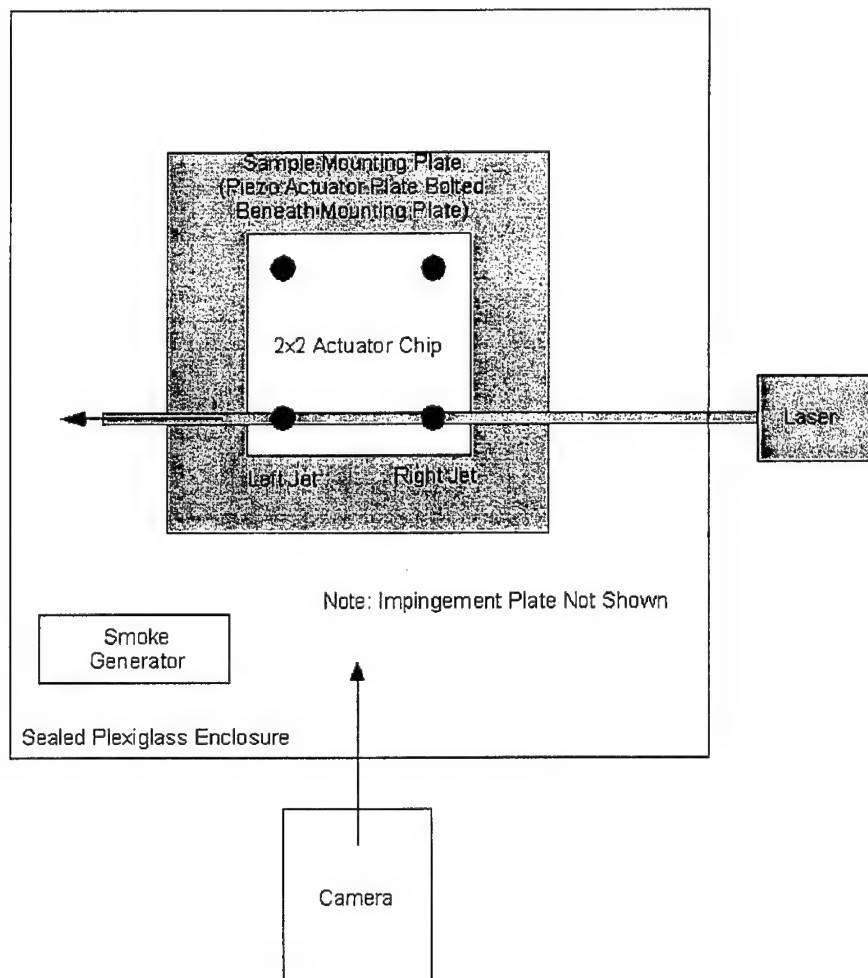 Sample Mounting Plate
(Piezo Actuator Plate Bolted
Beneath Mounting Plate)
2x2 Actuator Chip
Laser
Left Jet
Right Jet
Note: Impingement Plate Not Shown
Smoke
Generator
Sealed Plexiglass Enclosure
Camera